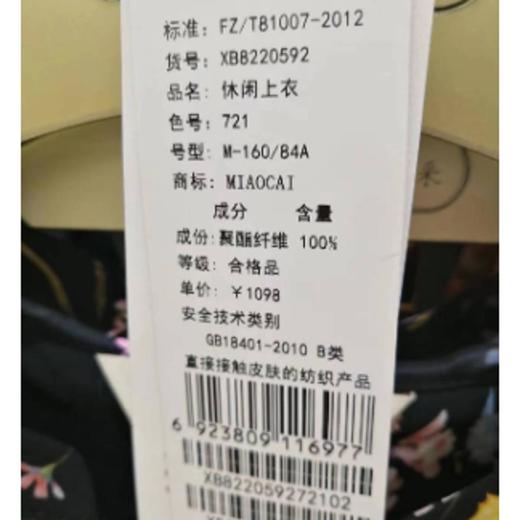 标准: FZ/T81007-2012
货号: XB8220592
品名: 休闲上衣
色号: 721
号型: M-160/84A
商标: MIAOCAI
成分 含量
成份: 聚酯纤维 100%
等级: 合格品
单价: ￥1098
安全技术类别
GB18401-2010 B类
直接接触皮肤的纺织产品
6 923809 116977
XB822059272102
采